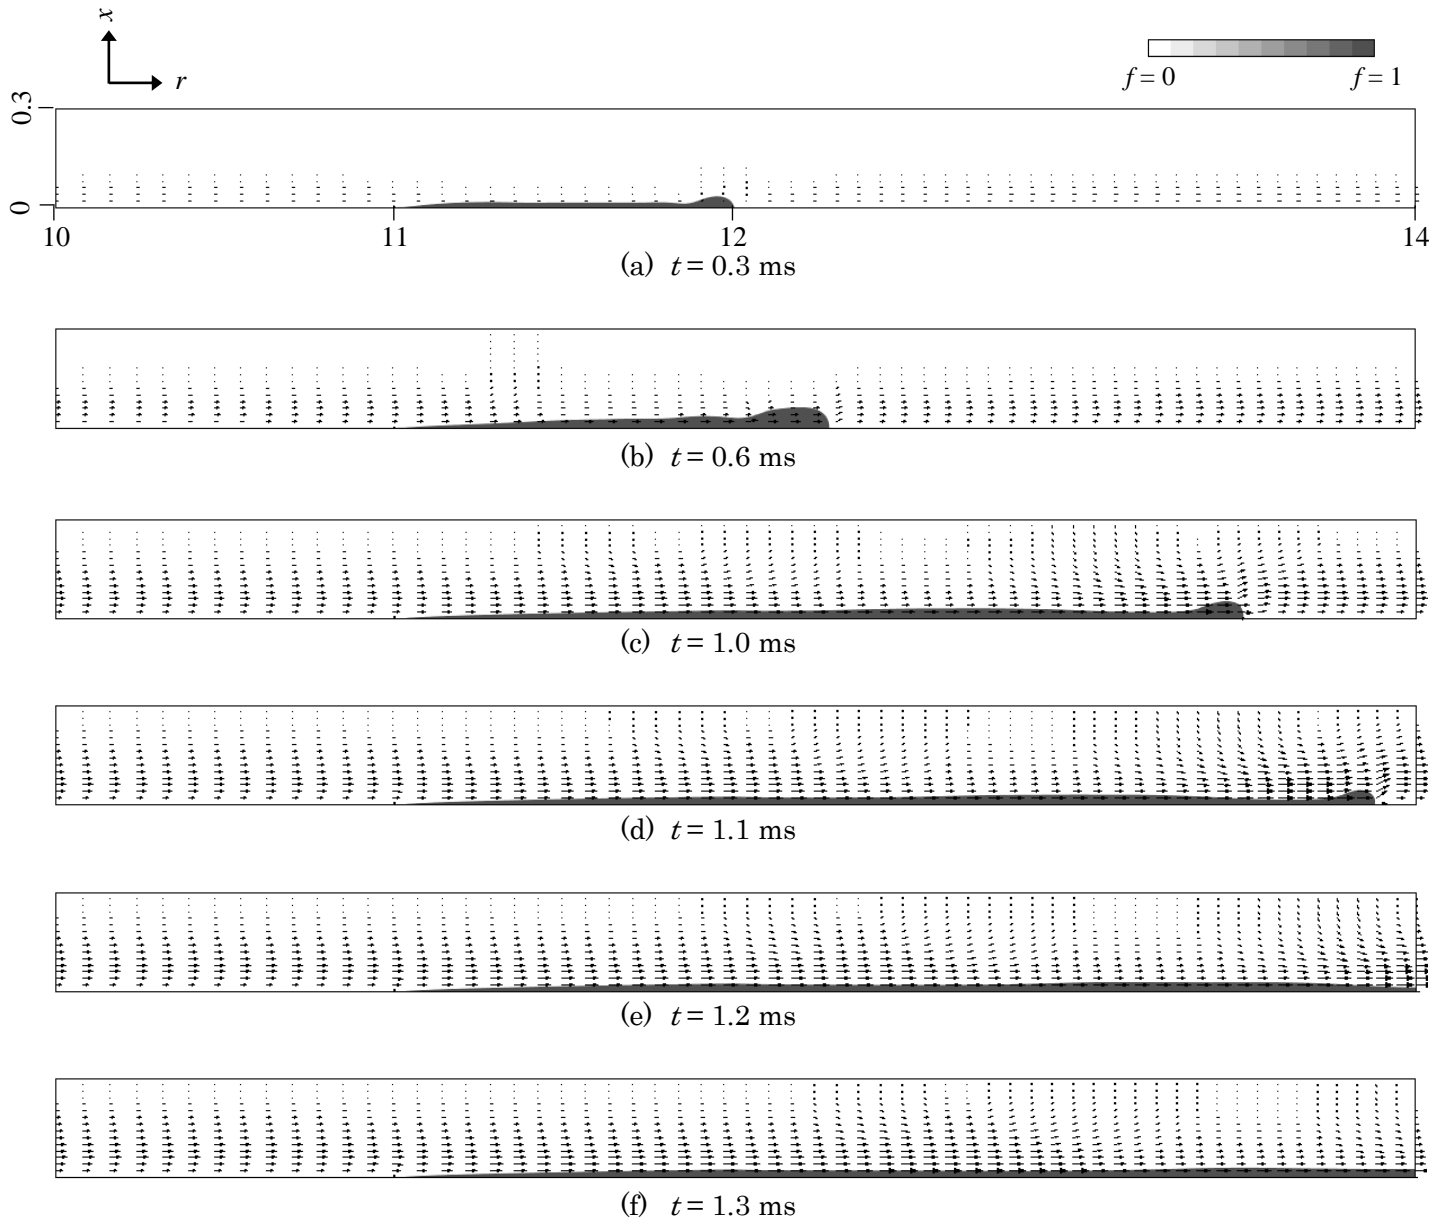 x
r
f = 0 f = 1
0.3
0
10 11 12 14
(a) t = 0.3 ms
(b) t = 0.6 ms
(c) t = 1.0 ms
(d) t = 1.1 ms
(e) t = 1.2 ms
(f) t = 1.3 ms